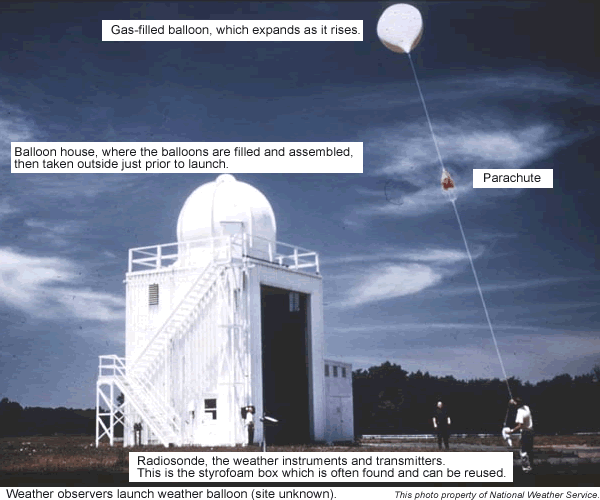 Gas-filled balloon, which expands as it rises.
Balloon house, where the balloons are filled and assembled,
then taken outside just prior to launch.
Parachute
Radiosonde, the weather instruments and transmitters.
This is the styrofoam box which is often found and can be reused.
Weather observers launch weather balloon (site unknown).
This photo property of National Weather Service.